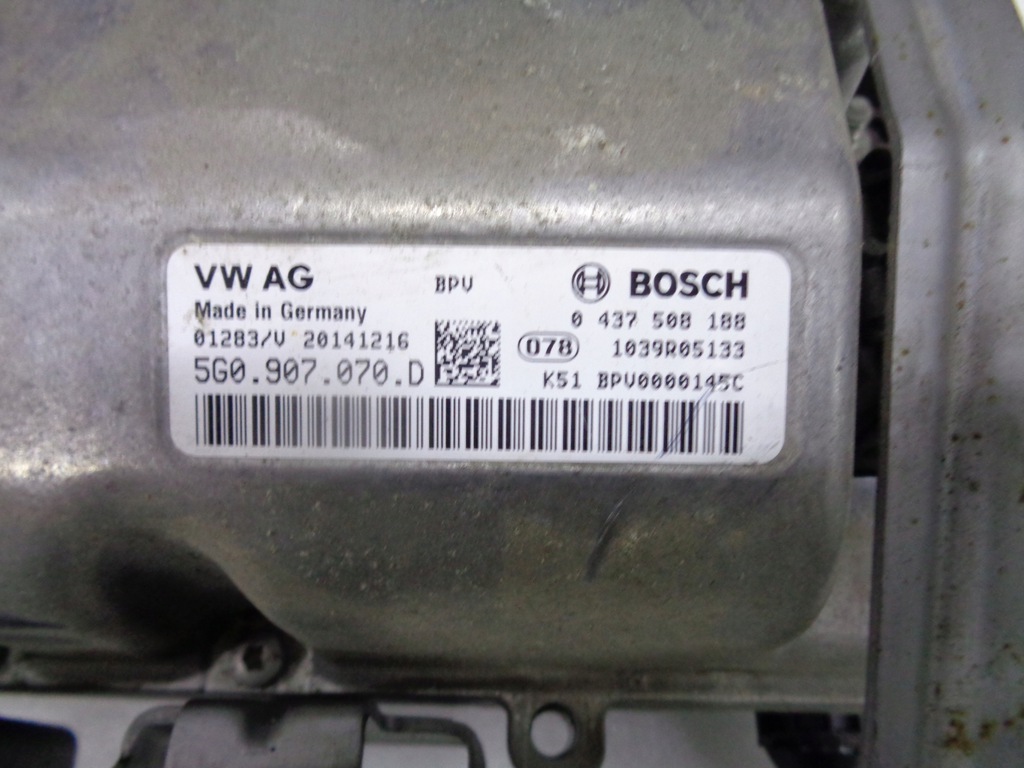 VW AG BPV BOSCH
Made in Germany 0 437 508 188
01283/V 20141216 078 1039R05133
5G0.907.070.D K51 BPV0000145C